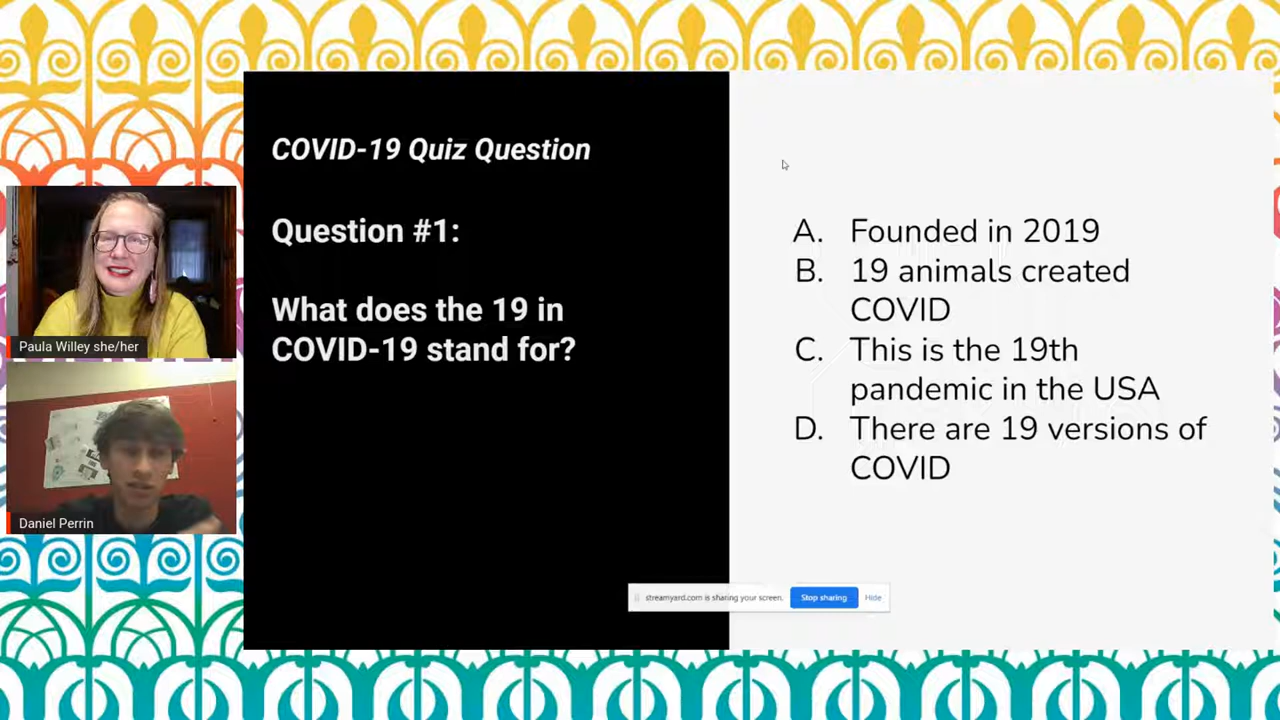 COVID-19 Quiz Question
Question #1:
What does the 19 in
COVID-19 stand for?
A. Founded in 2019
B. 19 animals created
COVID
C. This is the 19th
pandemic in the USA
D. There are 19 versions of
COVID
Paula Willey she/her
Daniel Perrin
streamyard.com is sharing your screen. Stop sharing Hide